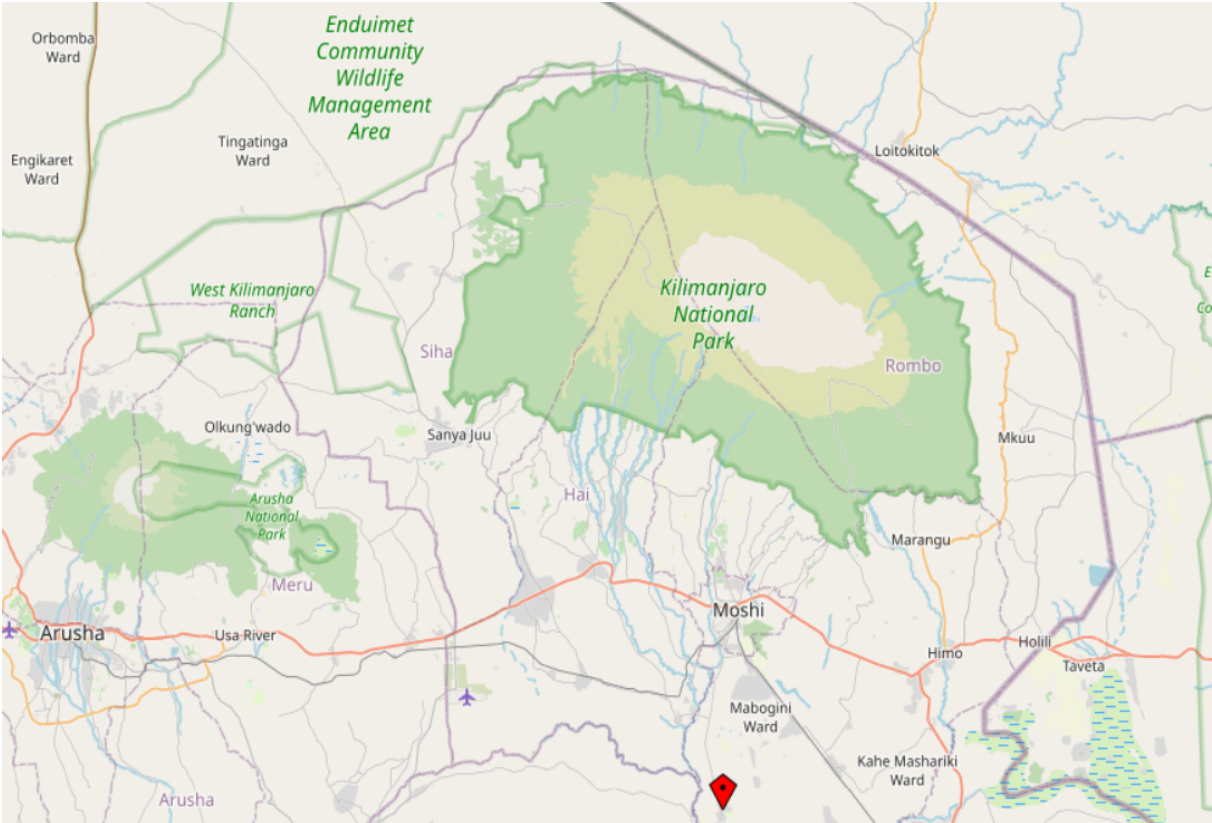 Enduimet
Community
Wildlife
Management
Area
Orbomba
Ward
Tingatinga
Ward
Engikaret
Ward
Loitokitok
West Kilimanjaro
Ranch
Kilimanjaro
National
Park
E
Co
Siha
Rombo
Olkung'wado
Sanya Juu
Mkuu
Arusha
National
Park
Hai
Marangu
Meru
Moshi
Arusha
Usa River
Himo
Holili
Taveta
Mabogini
Ward
Kahe Mashariki
Ward
Arusha